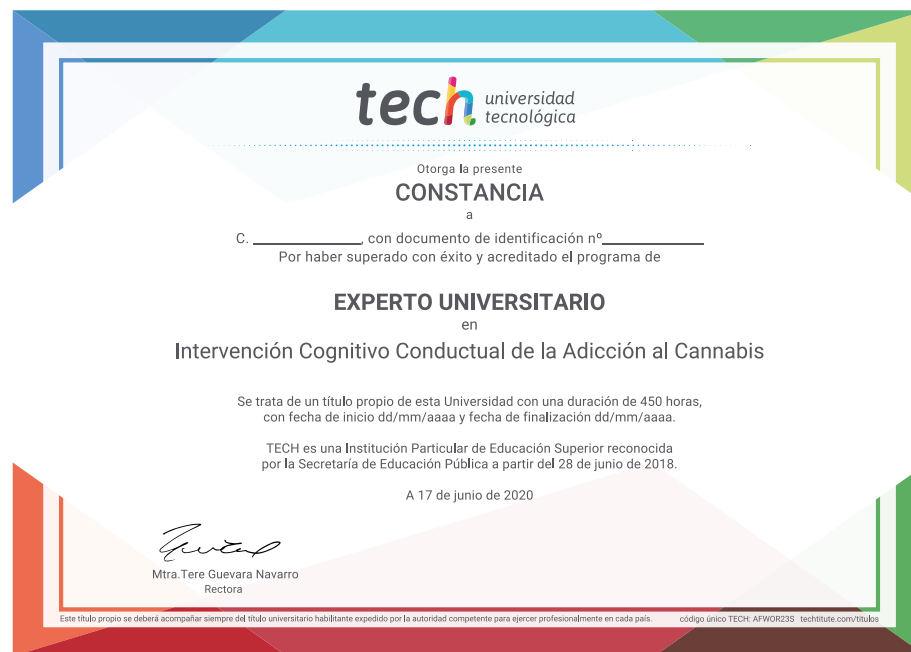 tech universidad
tecnológica
Otorga la presente
CONSTANCIA
a
C. ____________, con documento de identificación nº____________
Por haber superado con éxito y acreditado el programa de
EXPERTO UNIVERSITARIO
en
Intervención Cognitivo Conductual de la Adicción al Cannabis
Se trata de un título propio de esta Universidad con una duración de 450 horas,
con fecha de inicio dd/mm/aaaa y fecha de finalización dd/mm/aaaa.
TECH es una Institución Particular de Educación Superior reconocida
por la Secretaría de Educación Pública a partir del 28 de junio de 2018.
A 17 de junio de 2020
Mtra.Tere Guevara Navarro
Rectora
Este título propio se deberá acompañar siempre del título universitario habilitante expedido por la autoridad competente para ejercer profesionalmente en cada país. código único TECH: AFWOR23S techtitute.com/titulos